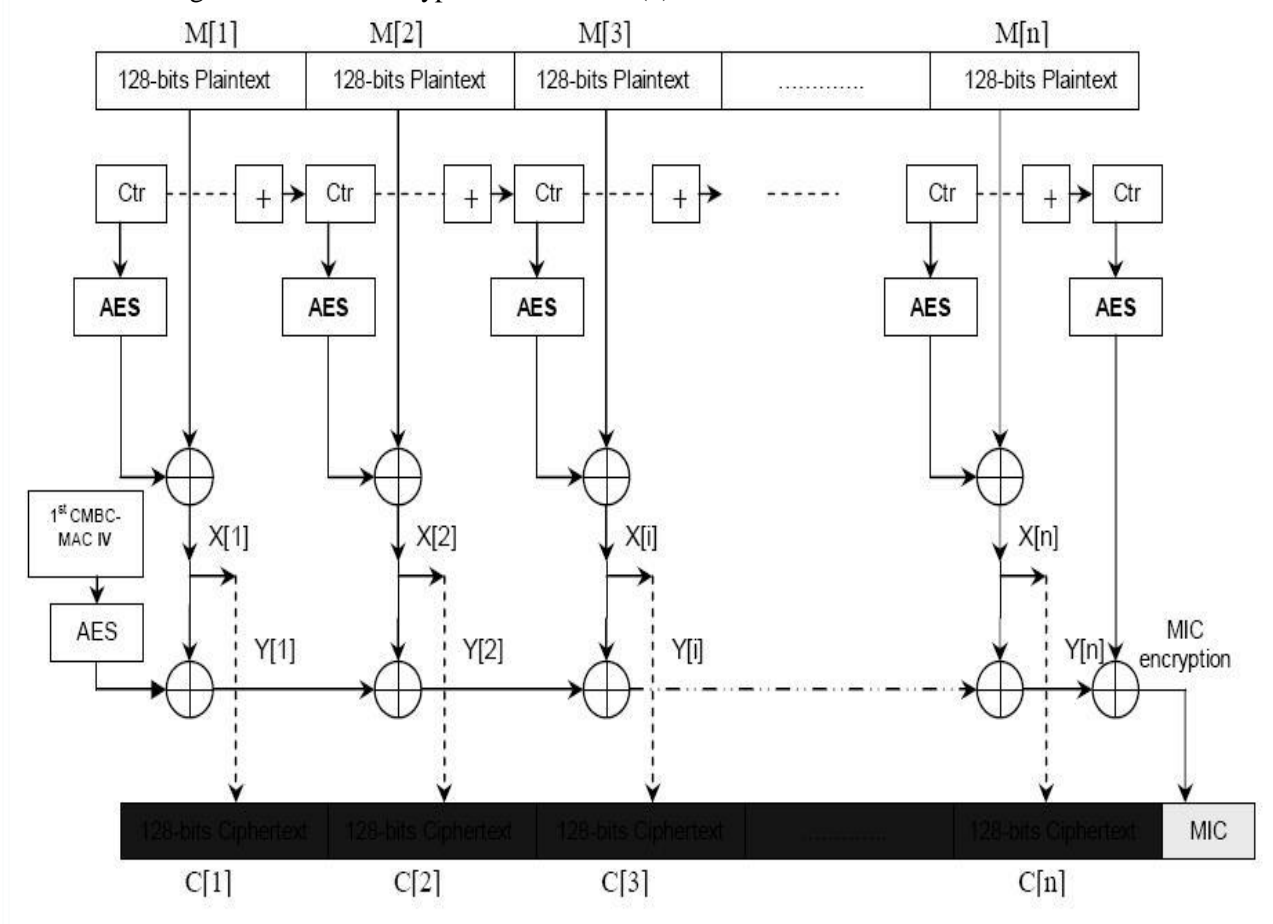 M[1] M[2] M[3] M[n]
128-bits Plaintext 128-bits Plaintext 128-bits Plaintext ............. 128-bits Plaintext
Ctr + Ctr + Ctr + Ctr + Ctr
AES AES AES AES AES
1st CMBC-
MAC IV
X[1] X[2] X[i] X[n]
AES
Y[1] Y[2] Y[i] Y[n]
MIC
encryption
128-bits Ciphertext 128-bits Ciphertext 128-bits Ciphertext ............. 128-bits Ciphertext MIC
C[1] C[2] C[3] C[n]